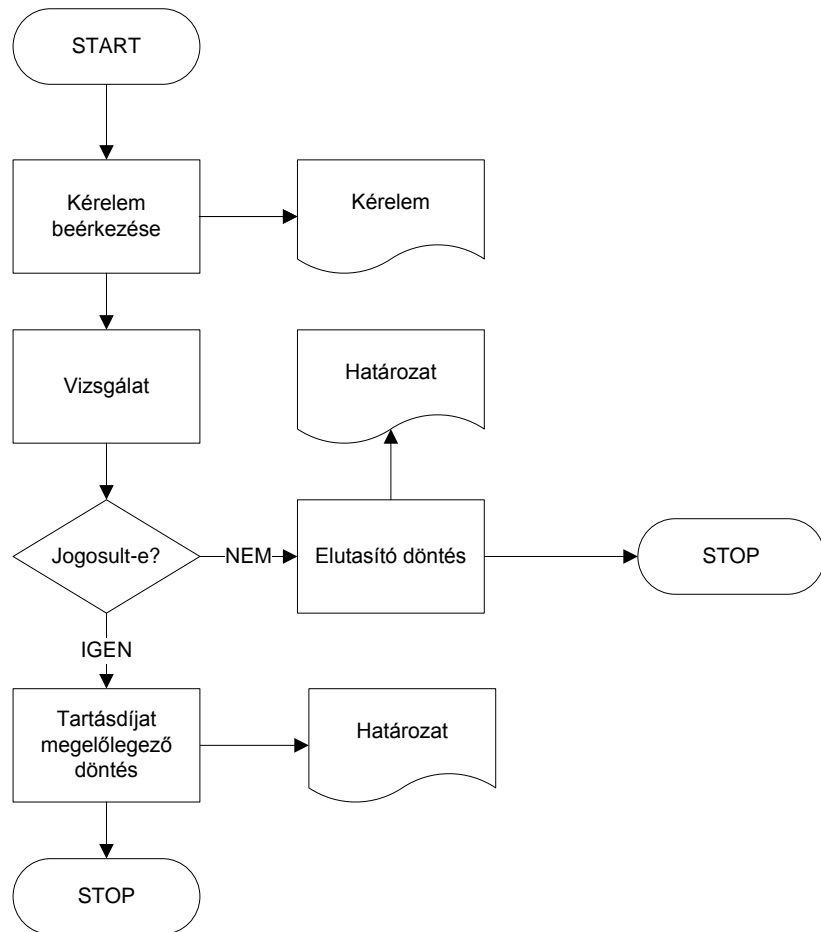 START
Kérelem
beérkezése
Kérelem
Vizsgálat
Határozat
Jogosult-e?
NEM
Elutasító döntés
STOP
IGEN
Tartásdíjat
megelőlegező
döntés
Határozat
STOP